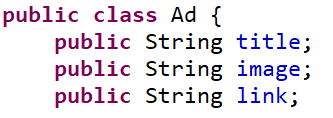 public class Ad {
    public String title;
    public String image;
    public String link;